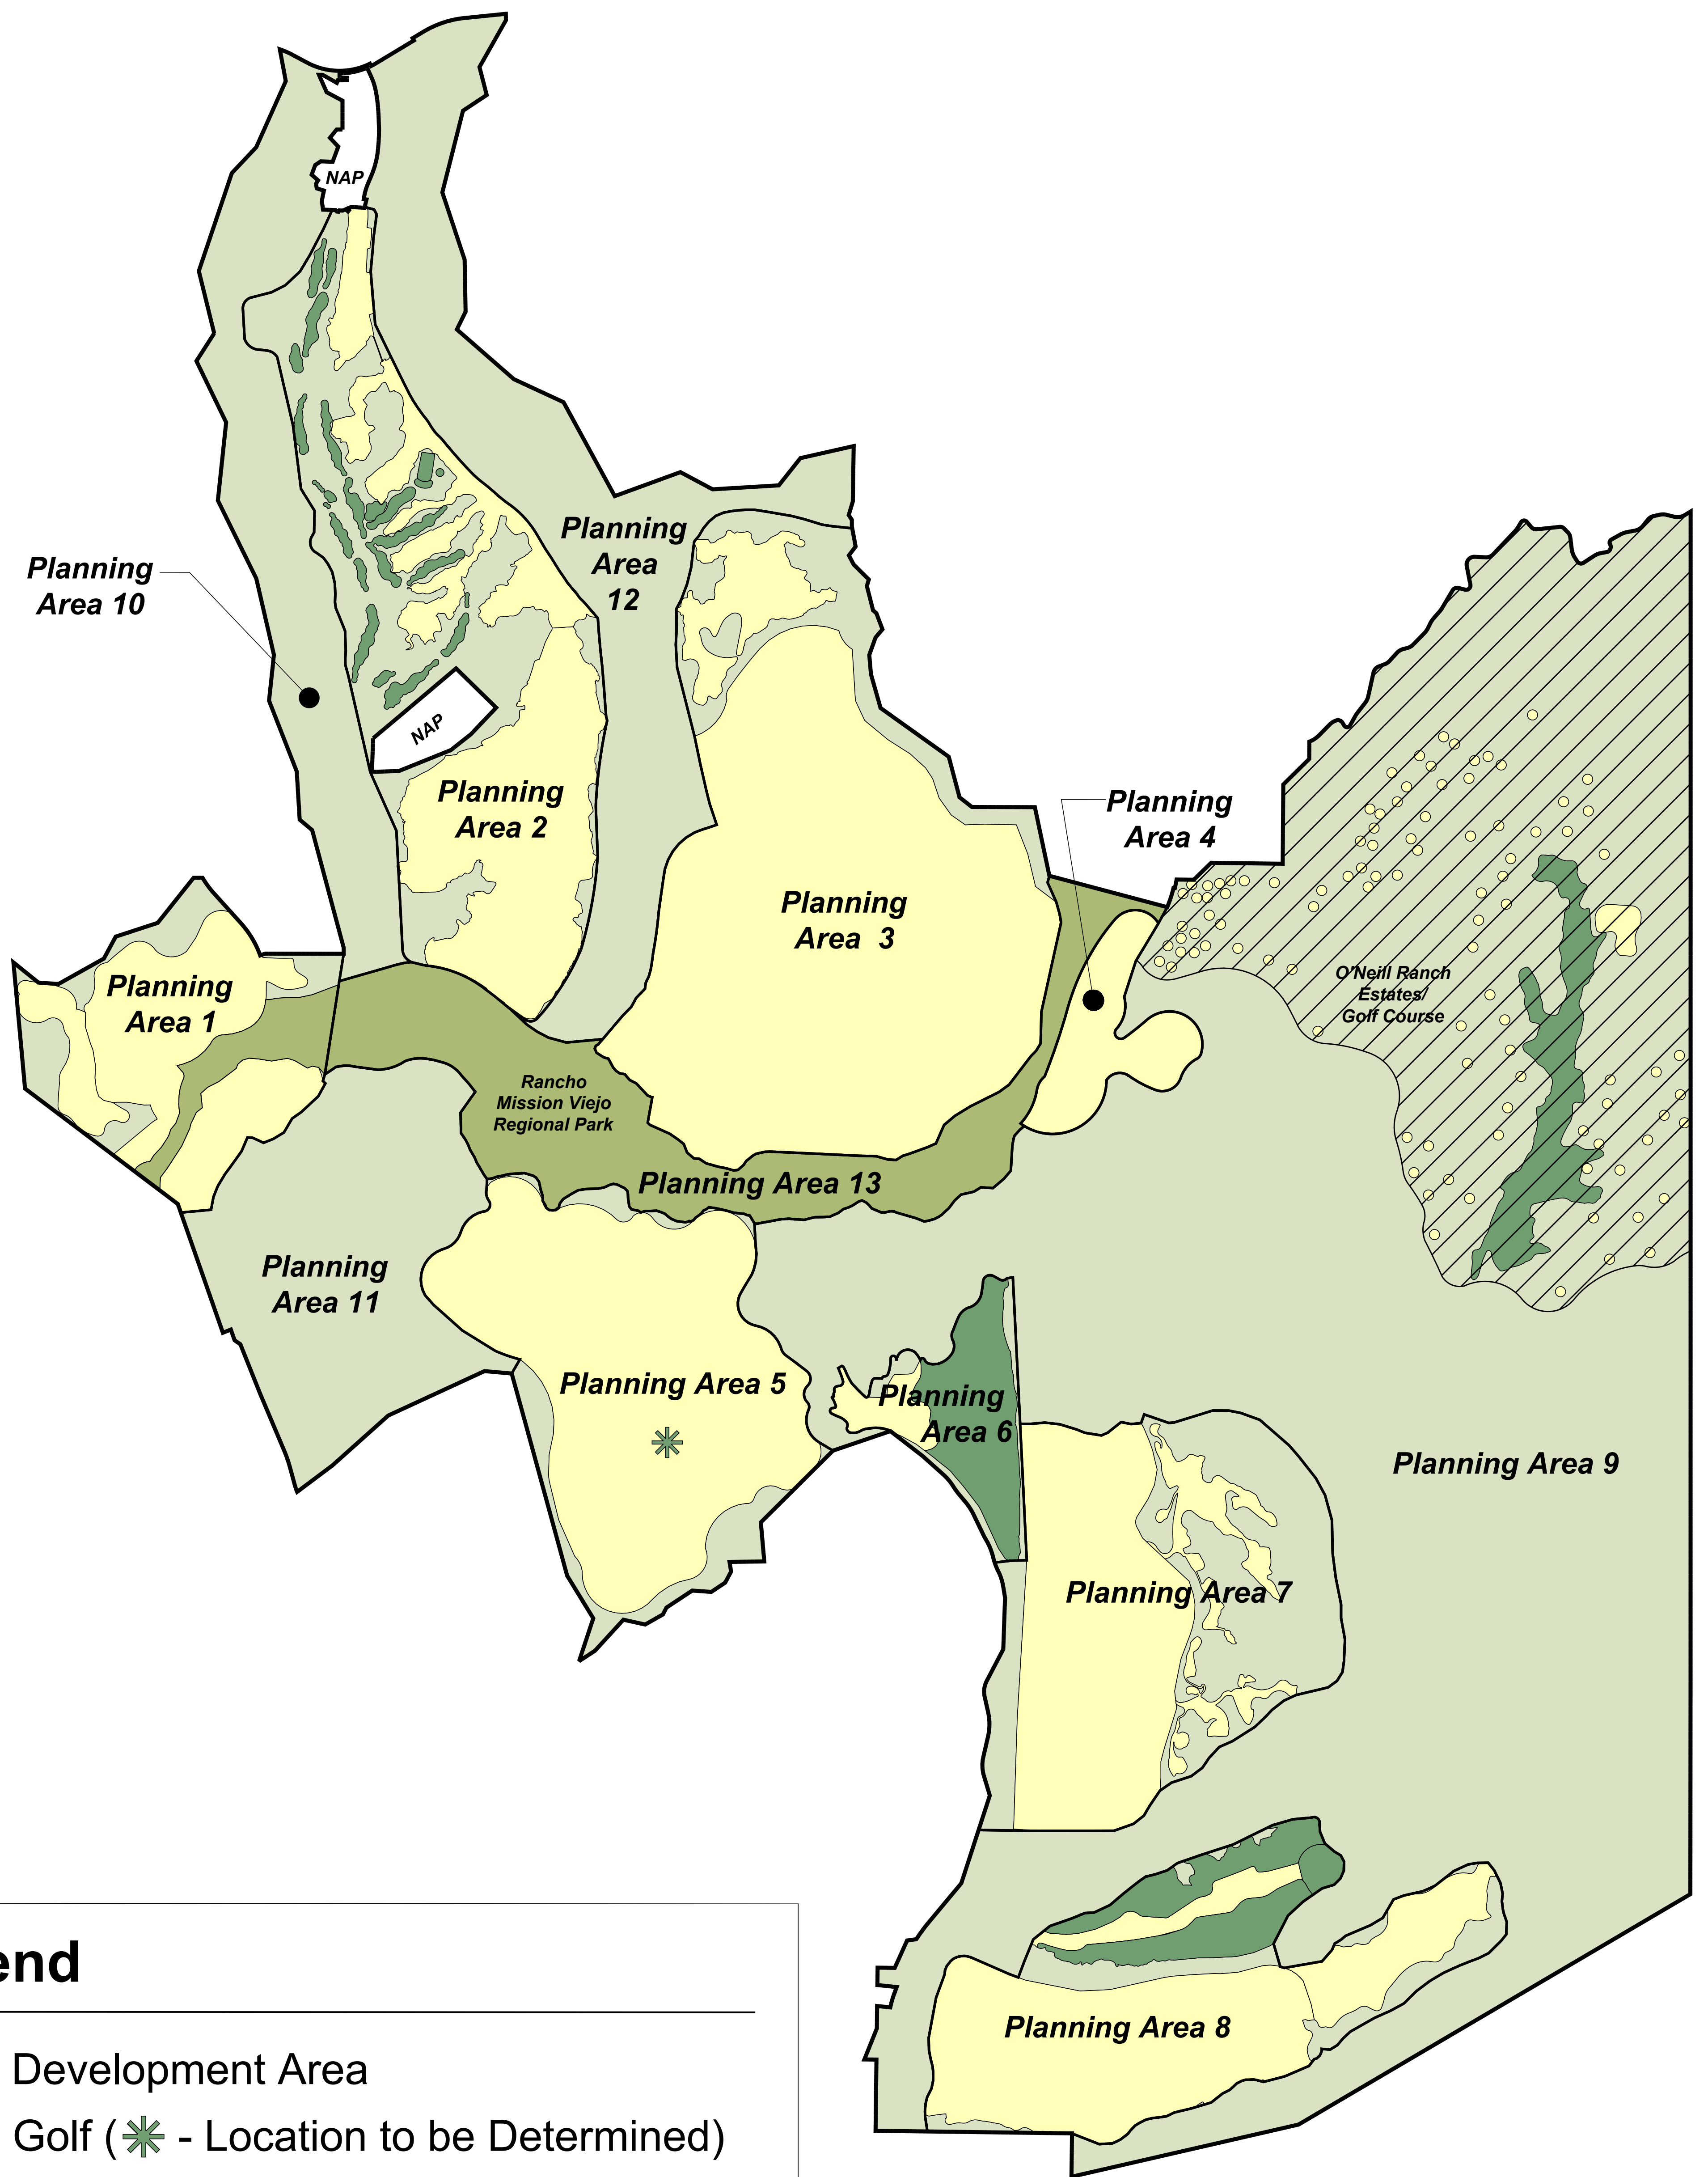 NAP
Planning
Area
12
Planning
Area 10
NAP
Planning
Area 2
Planning
Area 4
Planning
Area 3
O'Neill Ranch
Estates/
Golf Course
Planning
Area 1
Rancho
Mission Viejo
Regional Park
Planning Area 13
Planning
Area 11
Planning Area 5
Planning
Area 6
Planning Area 9
Planning Area 7
Planning Area 8
end
Development Area
Golf (✳ - Location to be Determined)